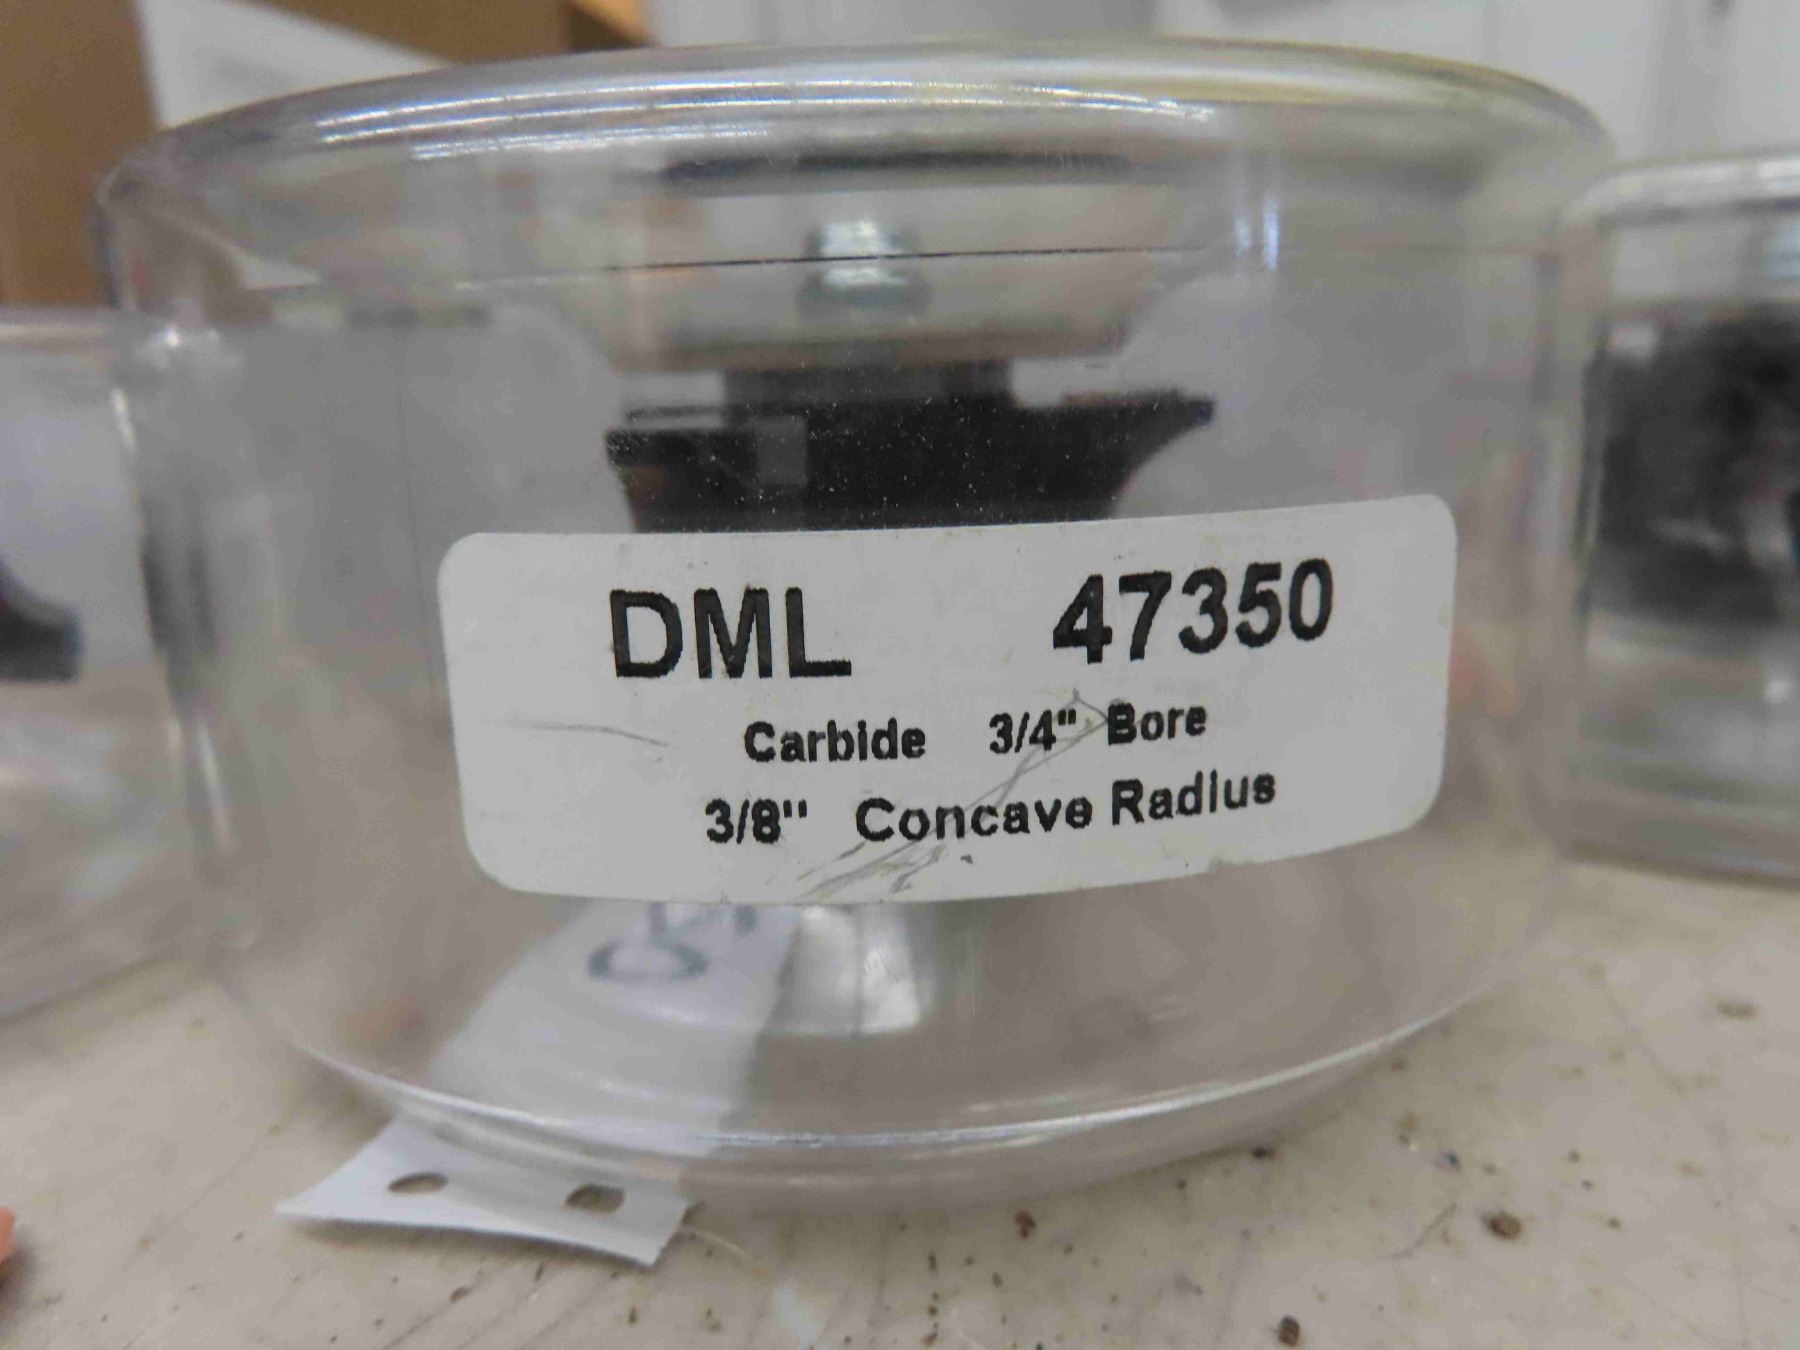 DML 47350
Carbide 3/4" Bore
3/8" Concave Radius